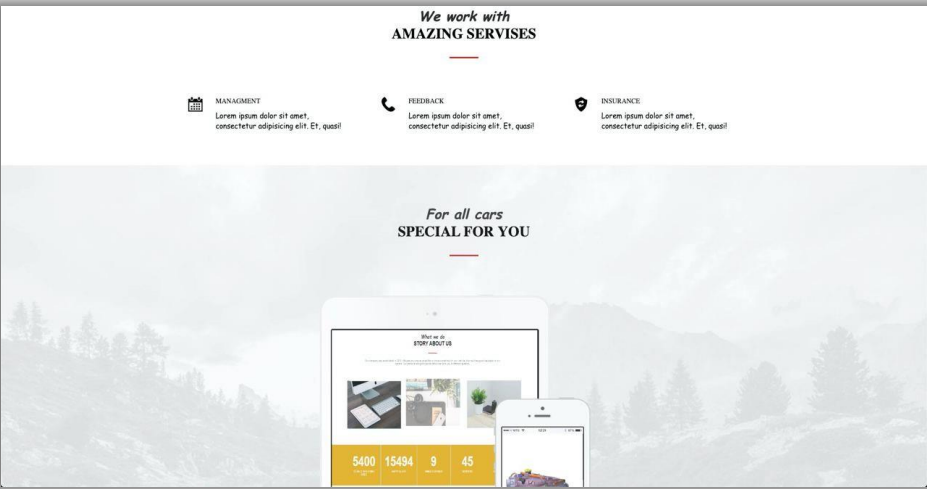 We work with
AMAZING SERVISES
MANAGMENT
Lorem ipsum dolor sit amet,
consectetur adipisicing elit. Et, quasi!
FEEDBACK
Lorem ipsum dolor sit amet,
consectetur adipisicing elit. Et, quasi!
INSURANCE
Lorem ipsum dolor sit amet,
consectetur adipisicing elit. Et, quasi!
For all cars
SPECIAL FOR YOU
What we do
STORY ABOUT US
5400 15494 9 45